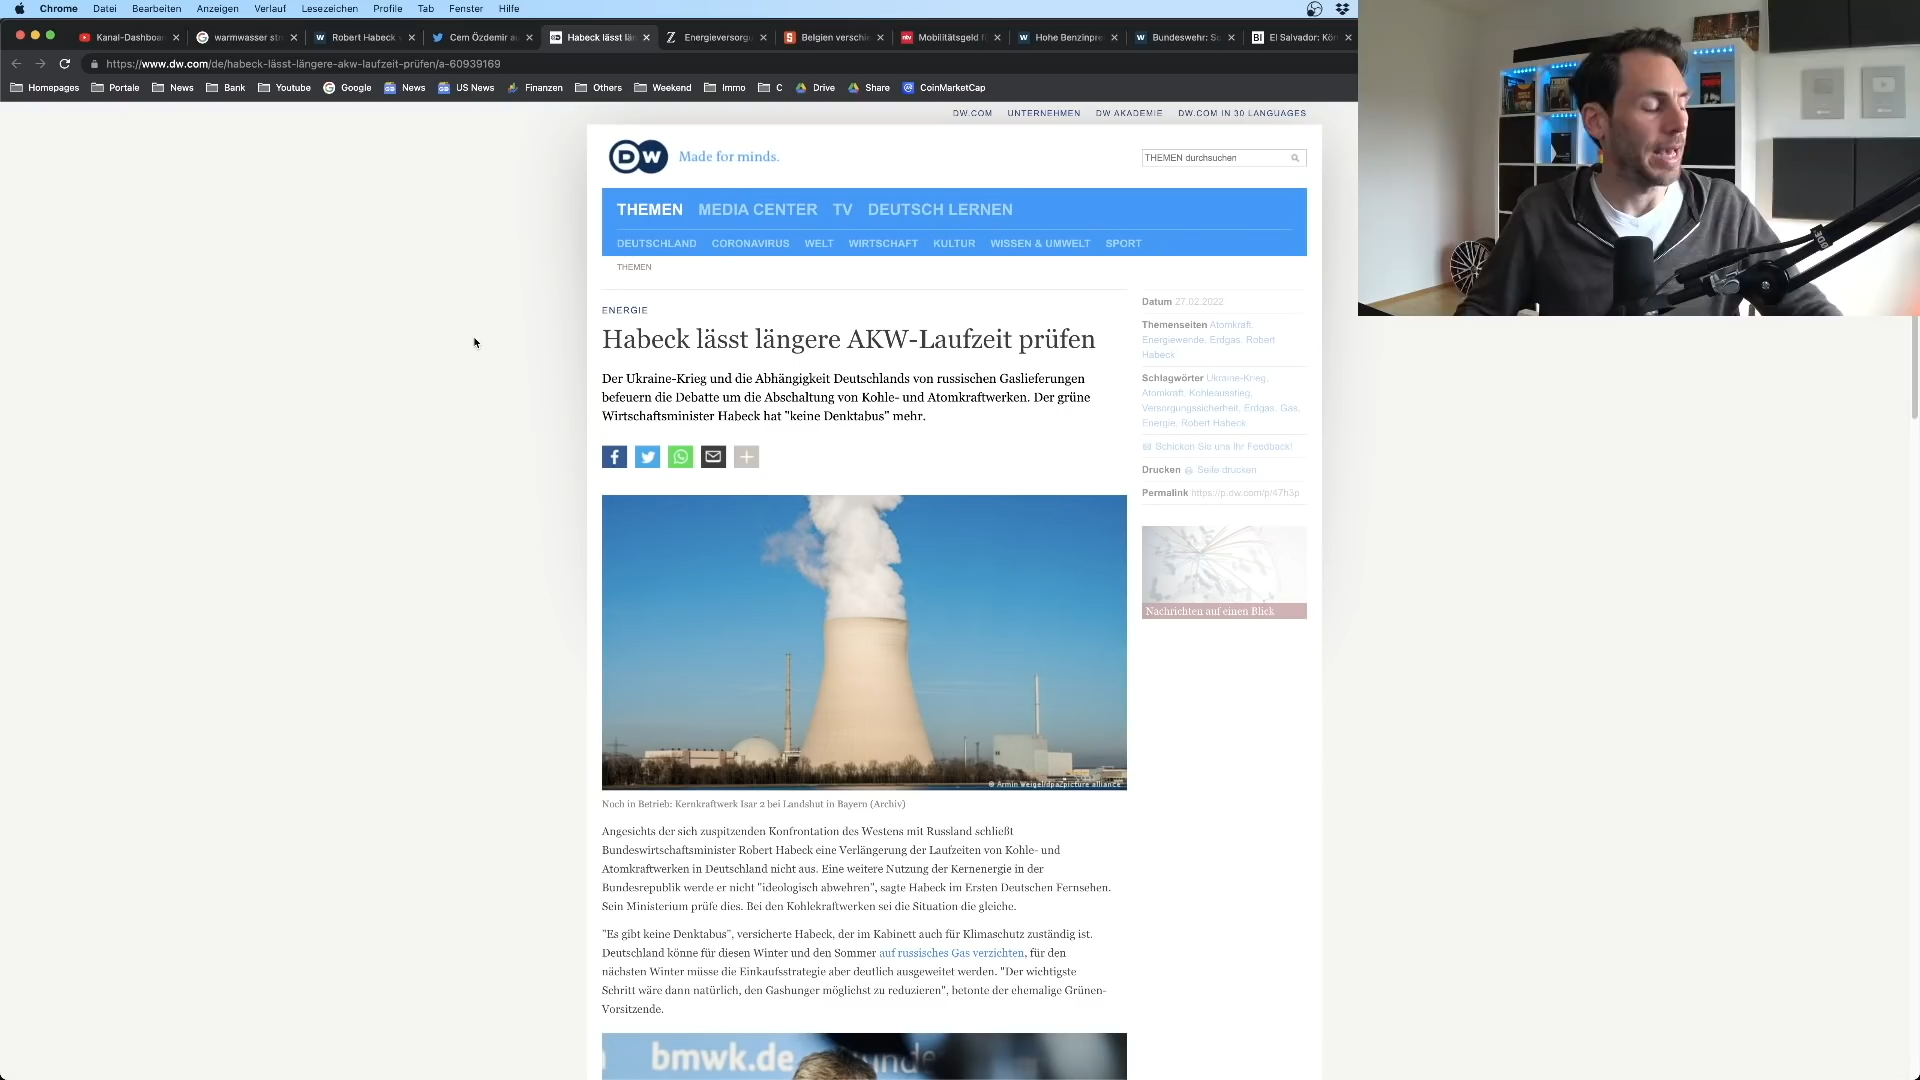 Chrome Datei Bearbeiten Anzeigen Verlauf Lesezeichen Profile Tab Fenster Hilfe
Kanal-Dashboa warmwasser st Robert Habeck Cem Özdemir au Habeck lässt lä Energieversorgu Belgien verschi Mobilitätsgeld Hohe Benzinpre Bundeswehr: So El Salvador: Kön
https://www.dw.com/de/habeck-lässt-längere-akw-laufzeit-prüfen/a-60939169
Homepages Portale News Bank Youtube Google News US News Finanzen Others Weekend Immo C Drive Share CoinMarketCap
DW.COM UNTERNEHMEN DW AKADEMIE DW.COM IN 30 LANGUAGES
DW Made for minds.
THEMEN durchsuchen
THEMEN MEDIA CENTER TV DEUTSCH LERNEN
DEUTSCHLAND CORONAVIRUS WELT WIRTSCHAFT KULTUR WISSEN & UMWELT SPORT
THEMEN
ENERGIE
Habeck lässt längere AKW-Laufzeit prüfen
Der Ukraine-Krieg und die Abhängigkeit Deutschlands von russischen Gaslieferungen
befeuern die Debatte um die Abschaltung von Kohle- und Atomkraftwerken. Der grüne
Wirtschaftsminister Habeck hat "keine Denktabus" mehr.
© Armin Weigel/dpa/picture alliance
Noch in Betrieb: Kernkraftwerk Isar 2 bei Landshut in Bayern (Archiv)
Angesichts der sich zuspitzenden Konfrontation des Westens mit Russland schließt
Bundeswirtschaftsminister Robert Habeck eine Verlängerung der Laufzeiten von Kohle- und
Atomkraftwerken in Deutschland nicht aus. Eine weitere Nutzung der Kernenergie in der
Bundesrepublik werde er nicht "ideologisch abwehren", sagte Habeck im Ersten Deutschen Fernsehen.
Sein Ministerium prüfe dies. Bei den Kohlekraftwerken sei die Situation die gleiche.
"Es gibt keine Denktabus", versicherte Habeck, der im Kabinett auch für Klimaschutz zuständig ist.
Deutschland könne für diesen Winter und den Sommer auf russisches Gas verzichten, für den
nächsten Winter müsse die Einkaufsstrategie aber deutlich ausgeweitet werden. "Der wichtigste
Schritt wäre dann natürlich, den Gashunger möglichst zu reduzieren", betonte der ehemalige Grünen-
Vorsitzende.
bmwk.de
Datum 27.02.2022
Themenseiten Atomkraft,
Energiewende, Erdgas, Robert
Habeck
Schlagwörter Ukraine-Krieg,
Atomkraft, Kohleausstieg,
Versorgungssicherheit, Erdgas, Gas,
Energie, Robert Habeck
Schicken Sie uns Ihr Feedback!
Drucken Seite drucken
Permalink https://p.dw.com/p/47h3p
Nachrichten auf einen Blick
RØDE